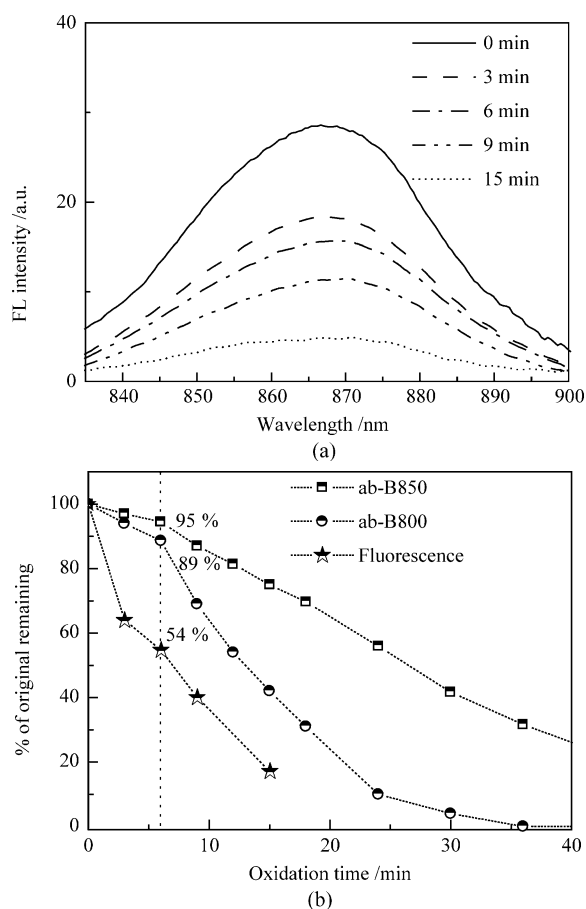 40
20
0
FL intensity /a.u.
0 min
3 min
6 min
9 min
15 min
840 850 860 870 880 890 900
Wavelength /nm
(a)
100
80
60
40
20
0
% of original remaining
ab-B850
ab-B800
Fluorescence
95 %
89 %
54 %
0 10 20 30 40
Oxidation time /min
(b)